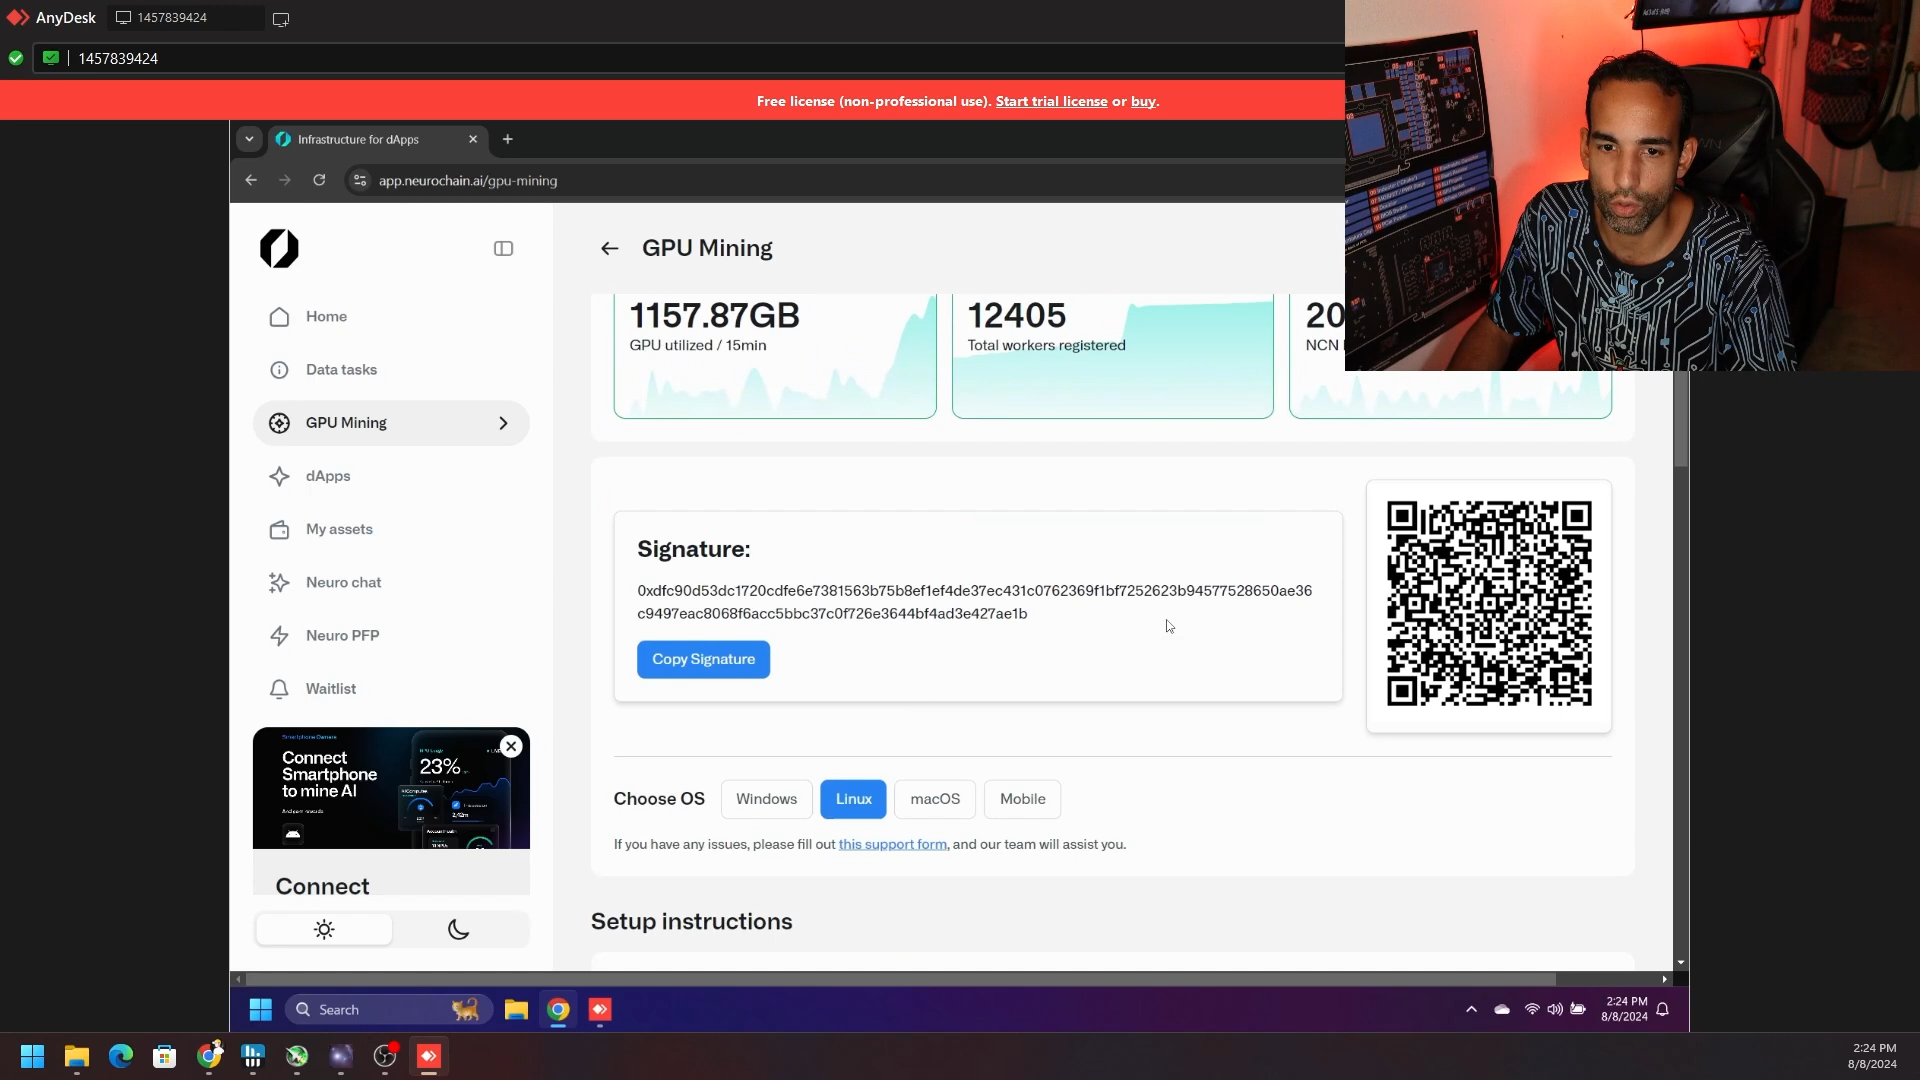 AnyDesk
1457839424
1457839424
Free license (non-professional use). Start trial license or buy.
Infrastructure for dApps
app.neurochain.ai/gpu-mining
GPU Mining
Home
Data tasks
GPU Mining
dApps
My assets
Neuro chat
Neuro PFP
Waitlist
Smartphone Owners
Connect
Smartphone
to mine AI
23%
Connect
1157.87GB
GPU utilized / 15min
12405
Total workers registered
20
NCN
Signature:
0xdfc90d53dc1720cdfe6e7381563b75b8ef1ef4de37ec431c0762369f1bf7252623b94577528650ae36
c9497eac8068f6acc5bbc37c0f726e3644bf4ad3e427ae1b
Copy Signature
Choose OS
Windows
Linux
macOS
Mobile
If you have any issues, please fill out this support form, and our team will assist you.
Setup instructions
Search
2:24 PM
8/8/2024
2:24 PM
8/8/2024